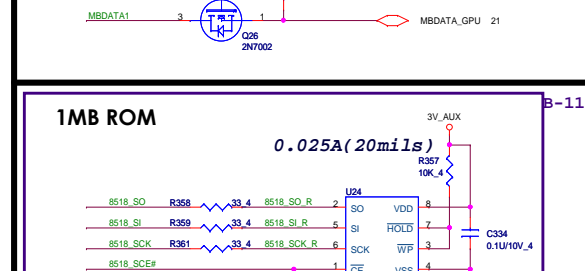 MBDATA1 3 1 MBDATA_GPU 21
Q26
2N7002
B-11
1MB ROM
3V_AUX
0.025A(20mils)
R357
10K_4
U24
8518_SO R358 33_4 8518_SO_R 2 SO VDD 8
8518_SI R359 33_4 8518_SI_R 5 SI HOLD 7
C334
0.1U/10V_4
8518_SCK R361 33_4 8518_SCK_R 6 SCK WP 3
8518_SCE# 1 CE VSS 4